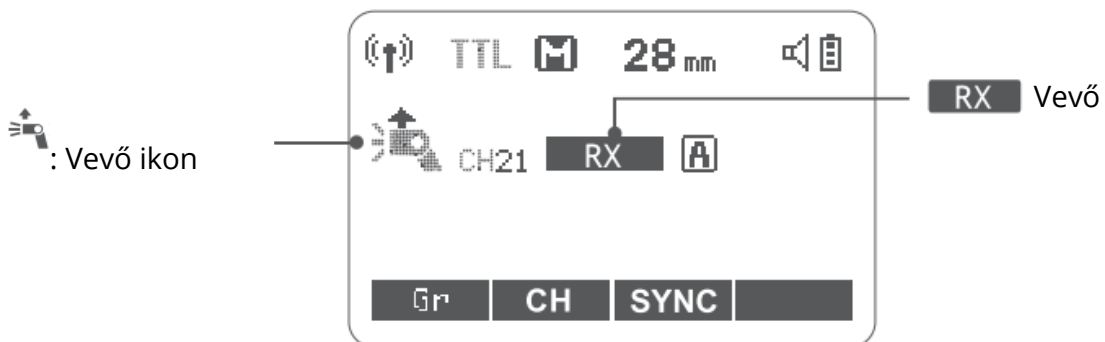 TTL M 28 mm
RX Vevő
: Vevő ikon
CH21 RX A
Gr CH SYNC